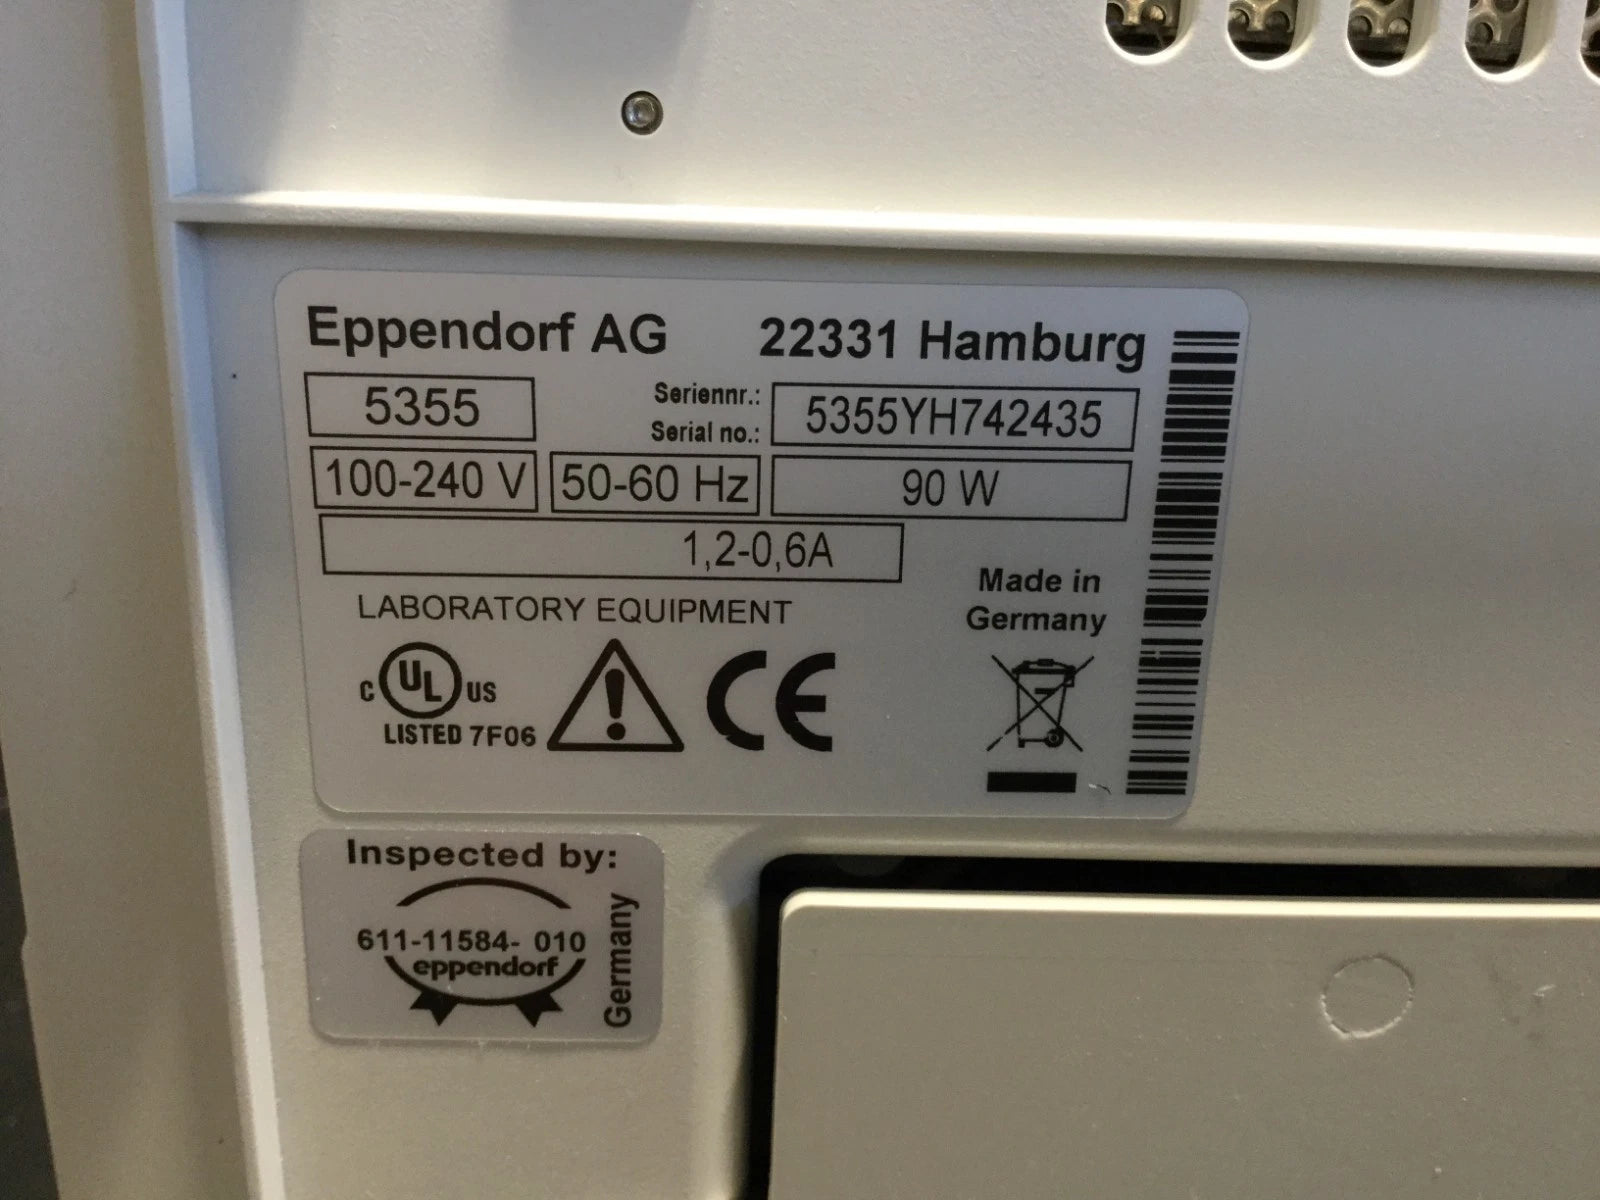 Eppendorf AG 22331 Hamburg
5355 Seriennr.: Serial no.: 5355YH742435
100-240 V 50-60 Hz 90 W
1,2-0,6A
Made in
Germany
LABORATORY EQUIPMENT
C UL US
LISTED 7F06
CE
Inspected by:
611-11584- 010
eppendorf
Germany